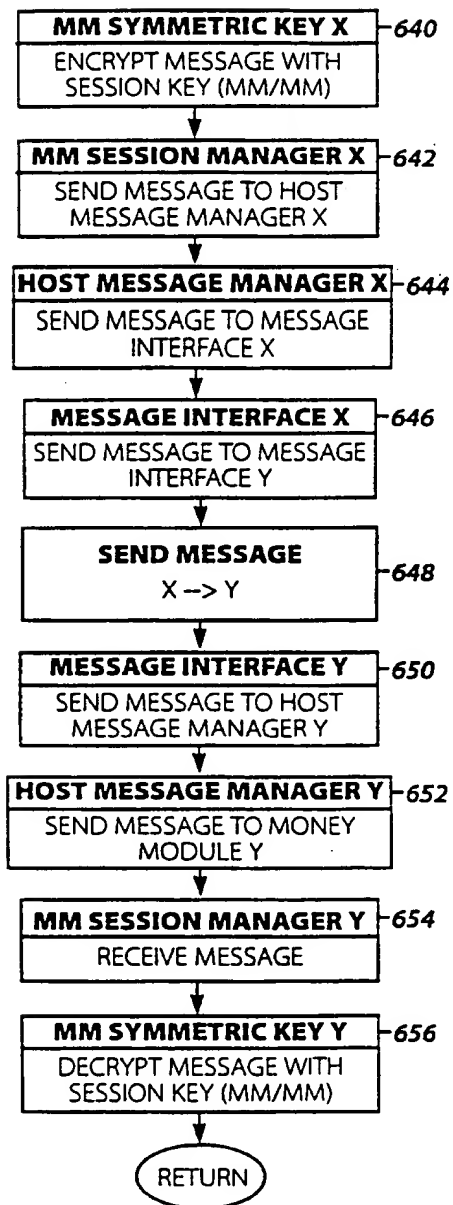 MM SYMMETRIC KEY X
640
ENCRYPT MESSAGE WITH
SESSION KEY (MM/MM)
MM SESSION MANAGER X
642
SEND MESSAGE TO HOST
MESSAGE MANAGER X
HOST MESSAGE MANAGER X
644
SEND MESSAGE TO MESSAGE
INTERFACE X
MESSAGE INTERFACE X
646
SEND MESSAGE TO MESSAGE
INTERFACE Y
SEND MESSAGE
648
X --> Y
MESSAGE INTERFACE Y
650
SEND MESSAGE TO HOST
MESSAGE MANAGER Y
HOST MESSAGE MANAGER Y
652
SEND MESSAGE TO MONEY
MODULE Y
MM SESSION MANAGER Y
654
RECEIVE MESSAGE
MM SYMMETRIC KEY Y
656
DECRYPT MESSAGE WITH
SESSION KEY (MM/MM)
RETURN